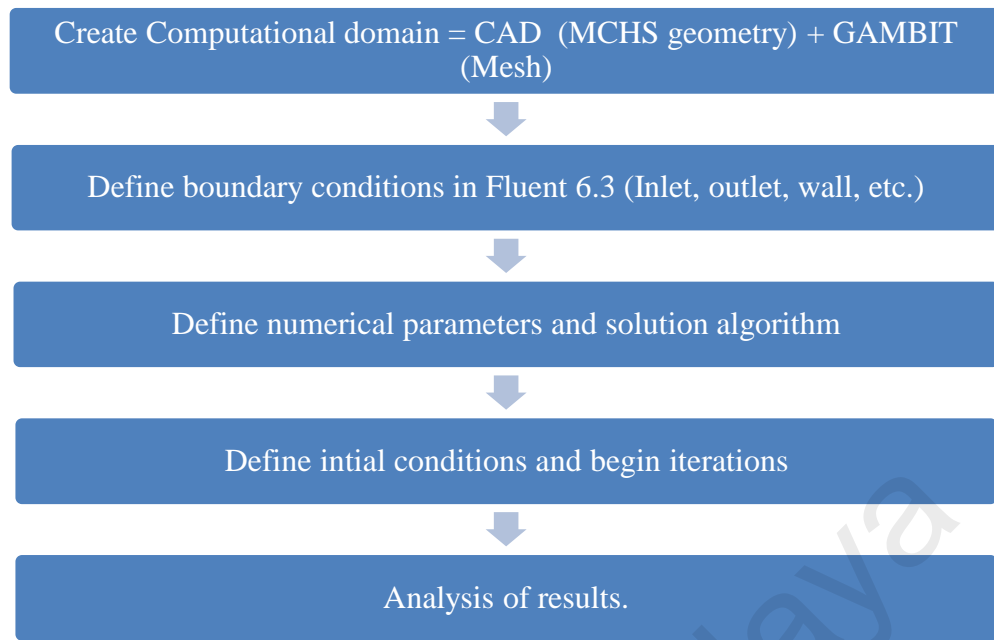 Create Computational domain = CAD (MCHS geometry) + GAMBIT
(Mesh)
Define boundary conditions in Fluent 6.3 (Inlet, outlet, wall, etc.)
Define numerical parameters and solution algorithm
Define intial conditions and begin iterations
Analysis of results.
laya